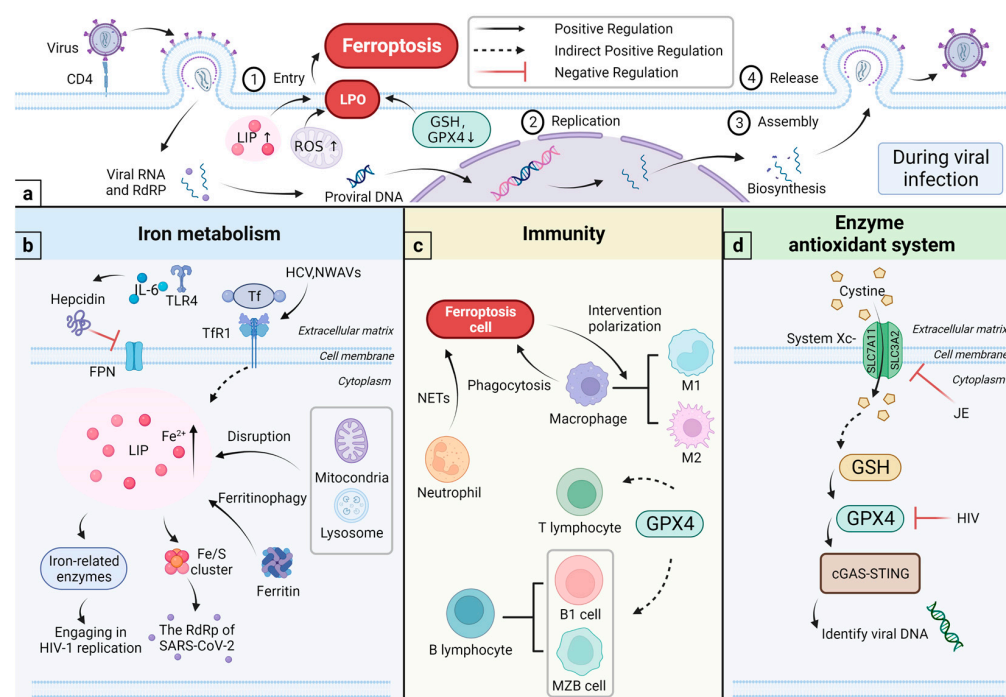 Virus
CD4
1 Entry
Ferroptosis
LPO
LIP ↑
ROS ↑
GSH,
GPX4↓
Positive Regulation
Indirect Positive Regulation
Negative Regulation
2 Replication
3 Assembly
4 Release
Viral RNA
and RdRP
Proviral DNA
Biosynthesis
During viral
infection
a
b
Iron metabolism
Hepcidin
IL-6
TLR4
HCV,NWAVs
Tf
TfR1
FPN
Extracellular matrix
Cell membrane
Cytoplasm
LIP
Fe2+
Disruption
Ferritinophagy
Mitocondria
Lysosome
Iron-related
enzymes
Fe/S
cluster
Ferritin
Engaging in
HIV-1 replication
The RdRp of
SARS-CoV-2
c
Immunity
Ferroptosis
cell
Intervention
polarization
NETs
Phagocytosis
Macrophage
M1
M2
Neutrophil
T lymphocyte
GPX4
B lymphocyte
B1 cell
MZB cell
d
Enzyme
antioxidant system
Cystine
System Xc-
SLC7A11
SLC3A2
Extracellular matrix
Cell membrane
Cytoplasm
JE
GSH
GPX4
HIV
cGAS-STING
Identify viral DNA